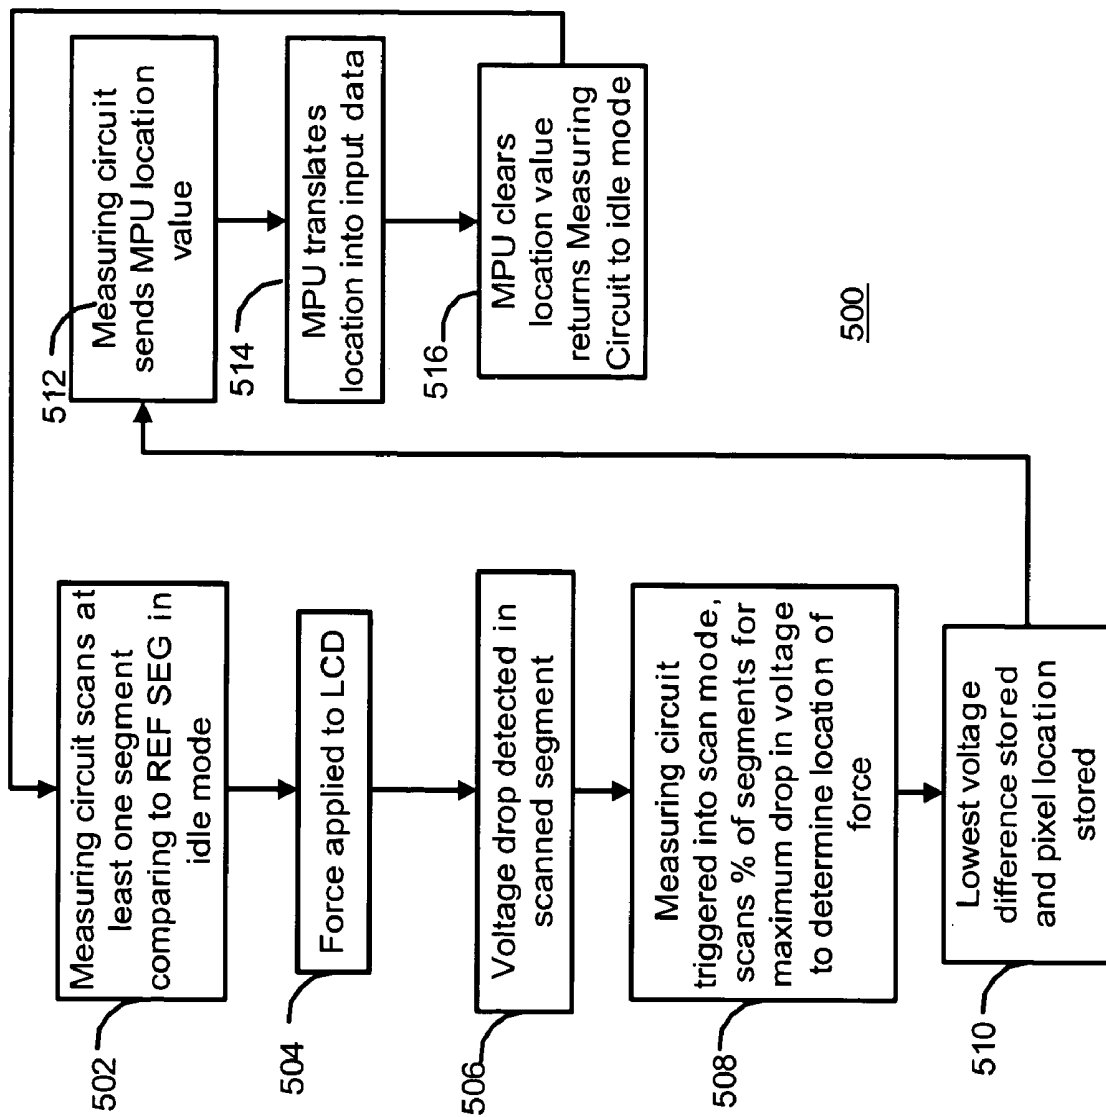 502
Measuring circuit scans at
least one segment
comparing to REF SEG in
idle mode
504
Force applied to LCD
506
Voltage drop detected in
scanned segment
508
Measuring circuit
triggered into scan mode,
scans % of segments for
maximum drop in voltage
to determine location of
force
510
Lowest voltage
difference stored
and pixel location
stored
512
Measuring circuit
sends MPU location
value
514
MPU translates
location into input data
516
MPU clears
location value
returns Measuring
Circuit to idle mode
500